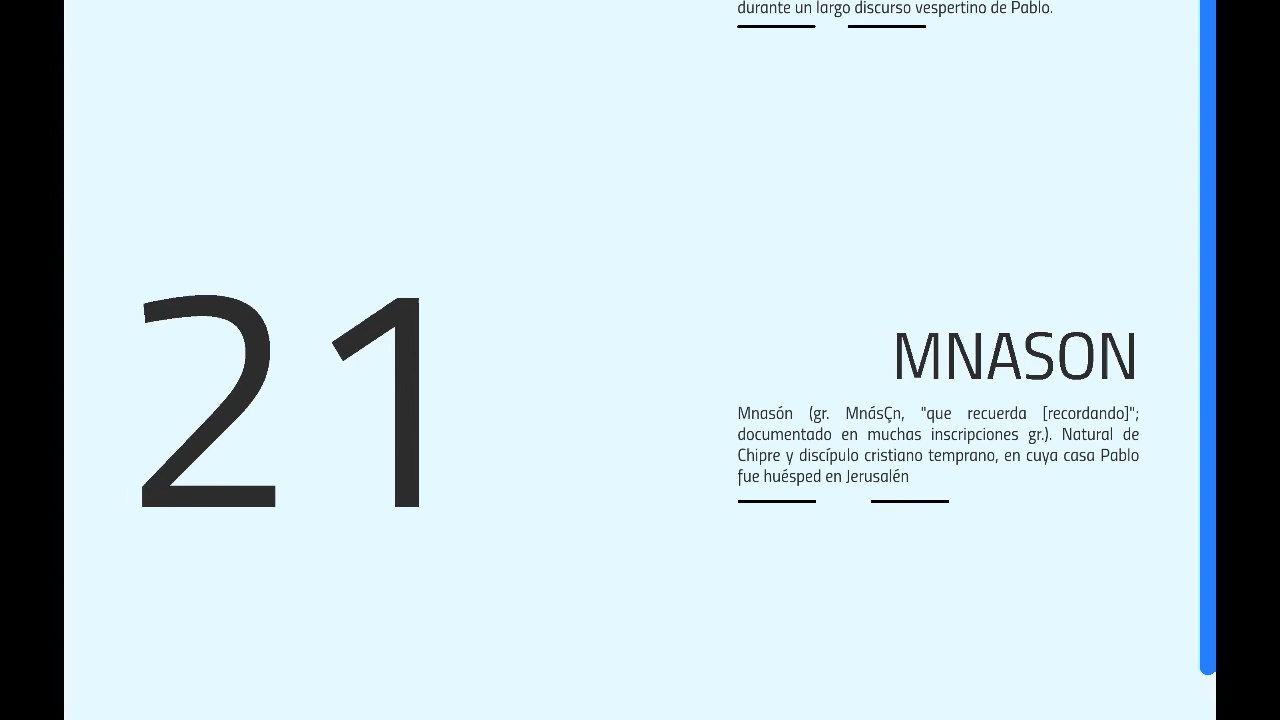 durante un largo discurso vespertino de Pablo.
21
MNASON
Mnasón (gr. MnásÇn, "que recuerda [recordando]";
documentado en muchas inscripciones gr.). Natural de
Chipre y discípulo cristiano temprano, en cuya casa Pablo
fue huésped en Jerusalén